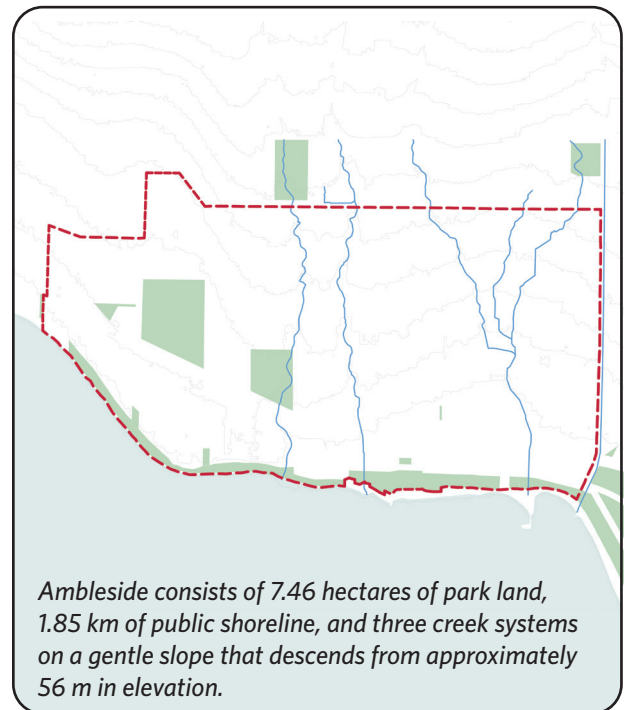 Ambleside consists of 7.46 hectares of park land,
1.85 km of public shoreline, and three creek systems
on a gentle slope that descends from approximately
56 m in elevation.